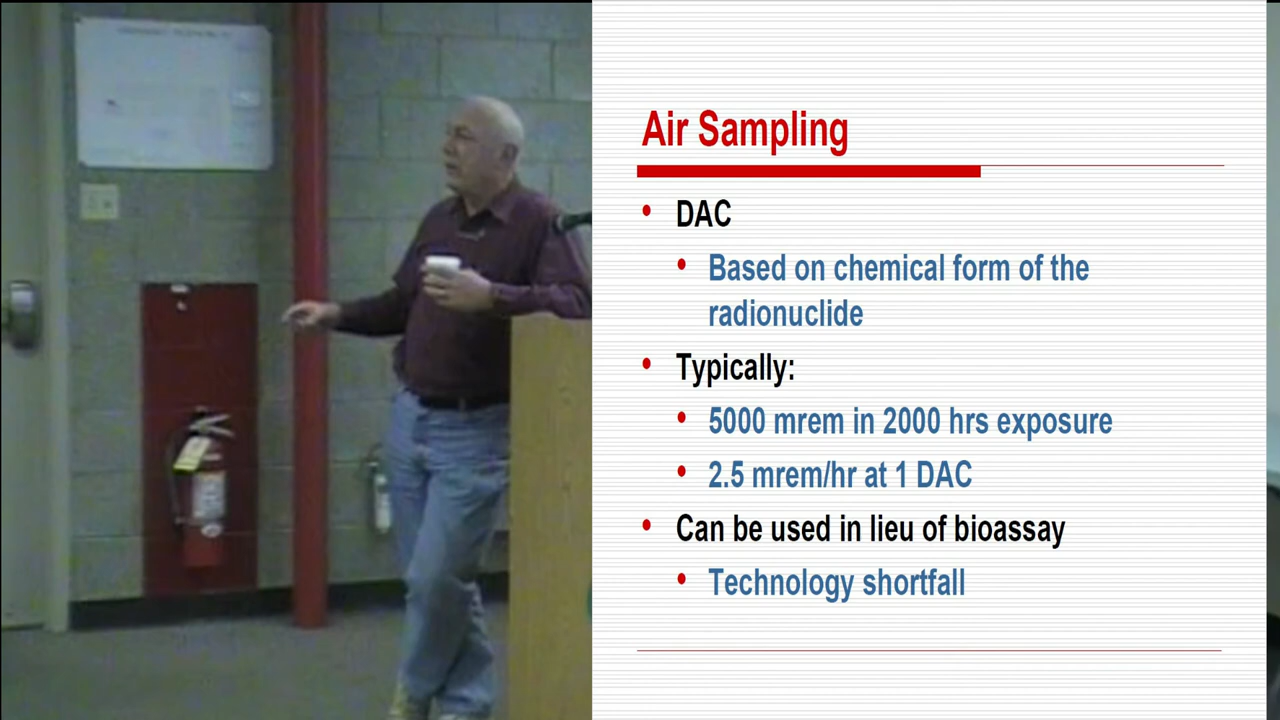 Air Sampling
• DAC
• Based on chemical form of the
radionuclide
• Typically:
• 5000 mrem in 2000 hrs exposure
• 2.5 mrem/hr at 1 DAC
• Can be used in lieu of bioassay
• Technology shortfall